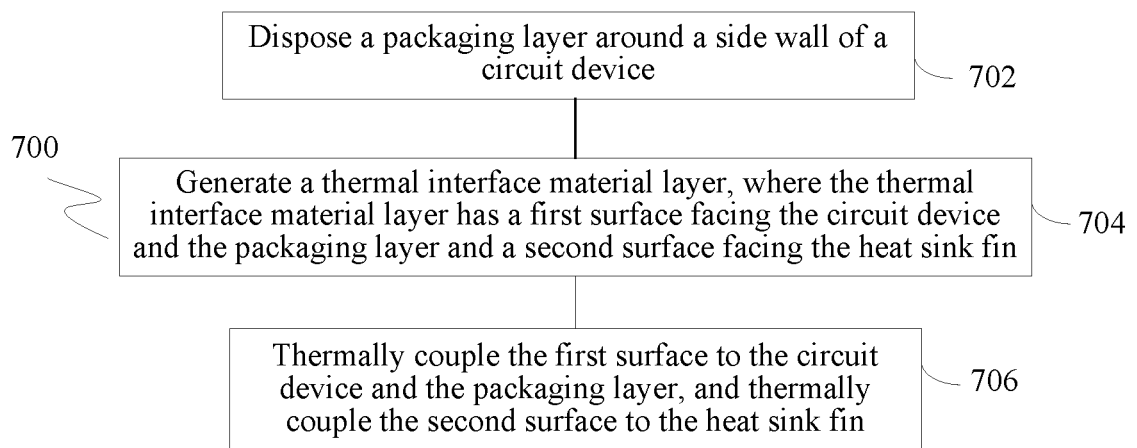 Dispose a packaging layer around a side wall of a
circuit device
702
700
Generate a thermal interface material layer, where the thermal
interface material layer has a first surface facing the circuit device
and the packaging layer and a second surface facing the heat sink fin
704
Thermally couple the first surface to the circuit
device and the packaging layer, and thermally
couple the second surface to the heat sink fin
706